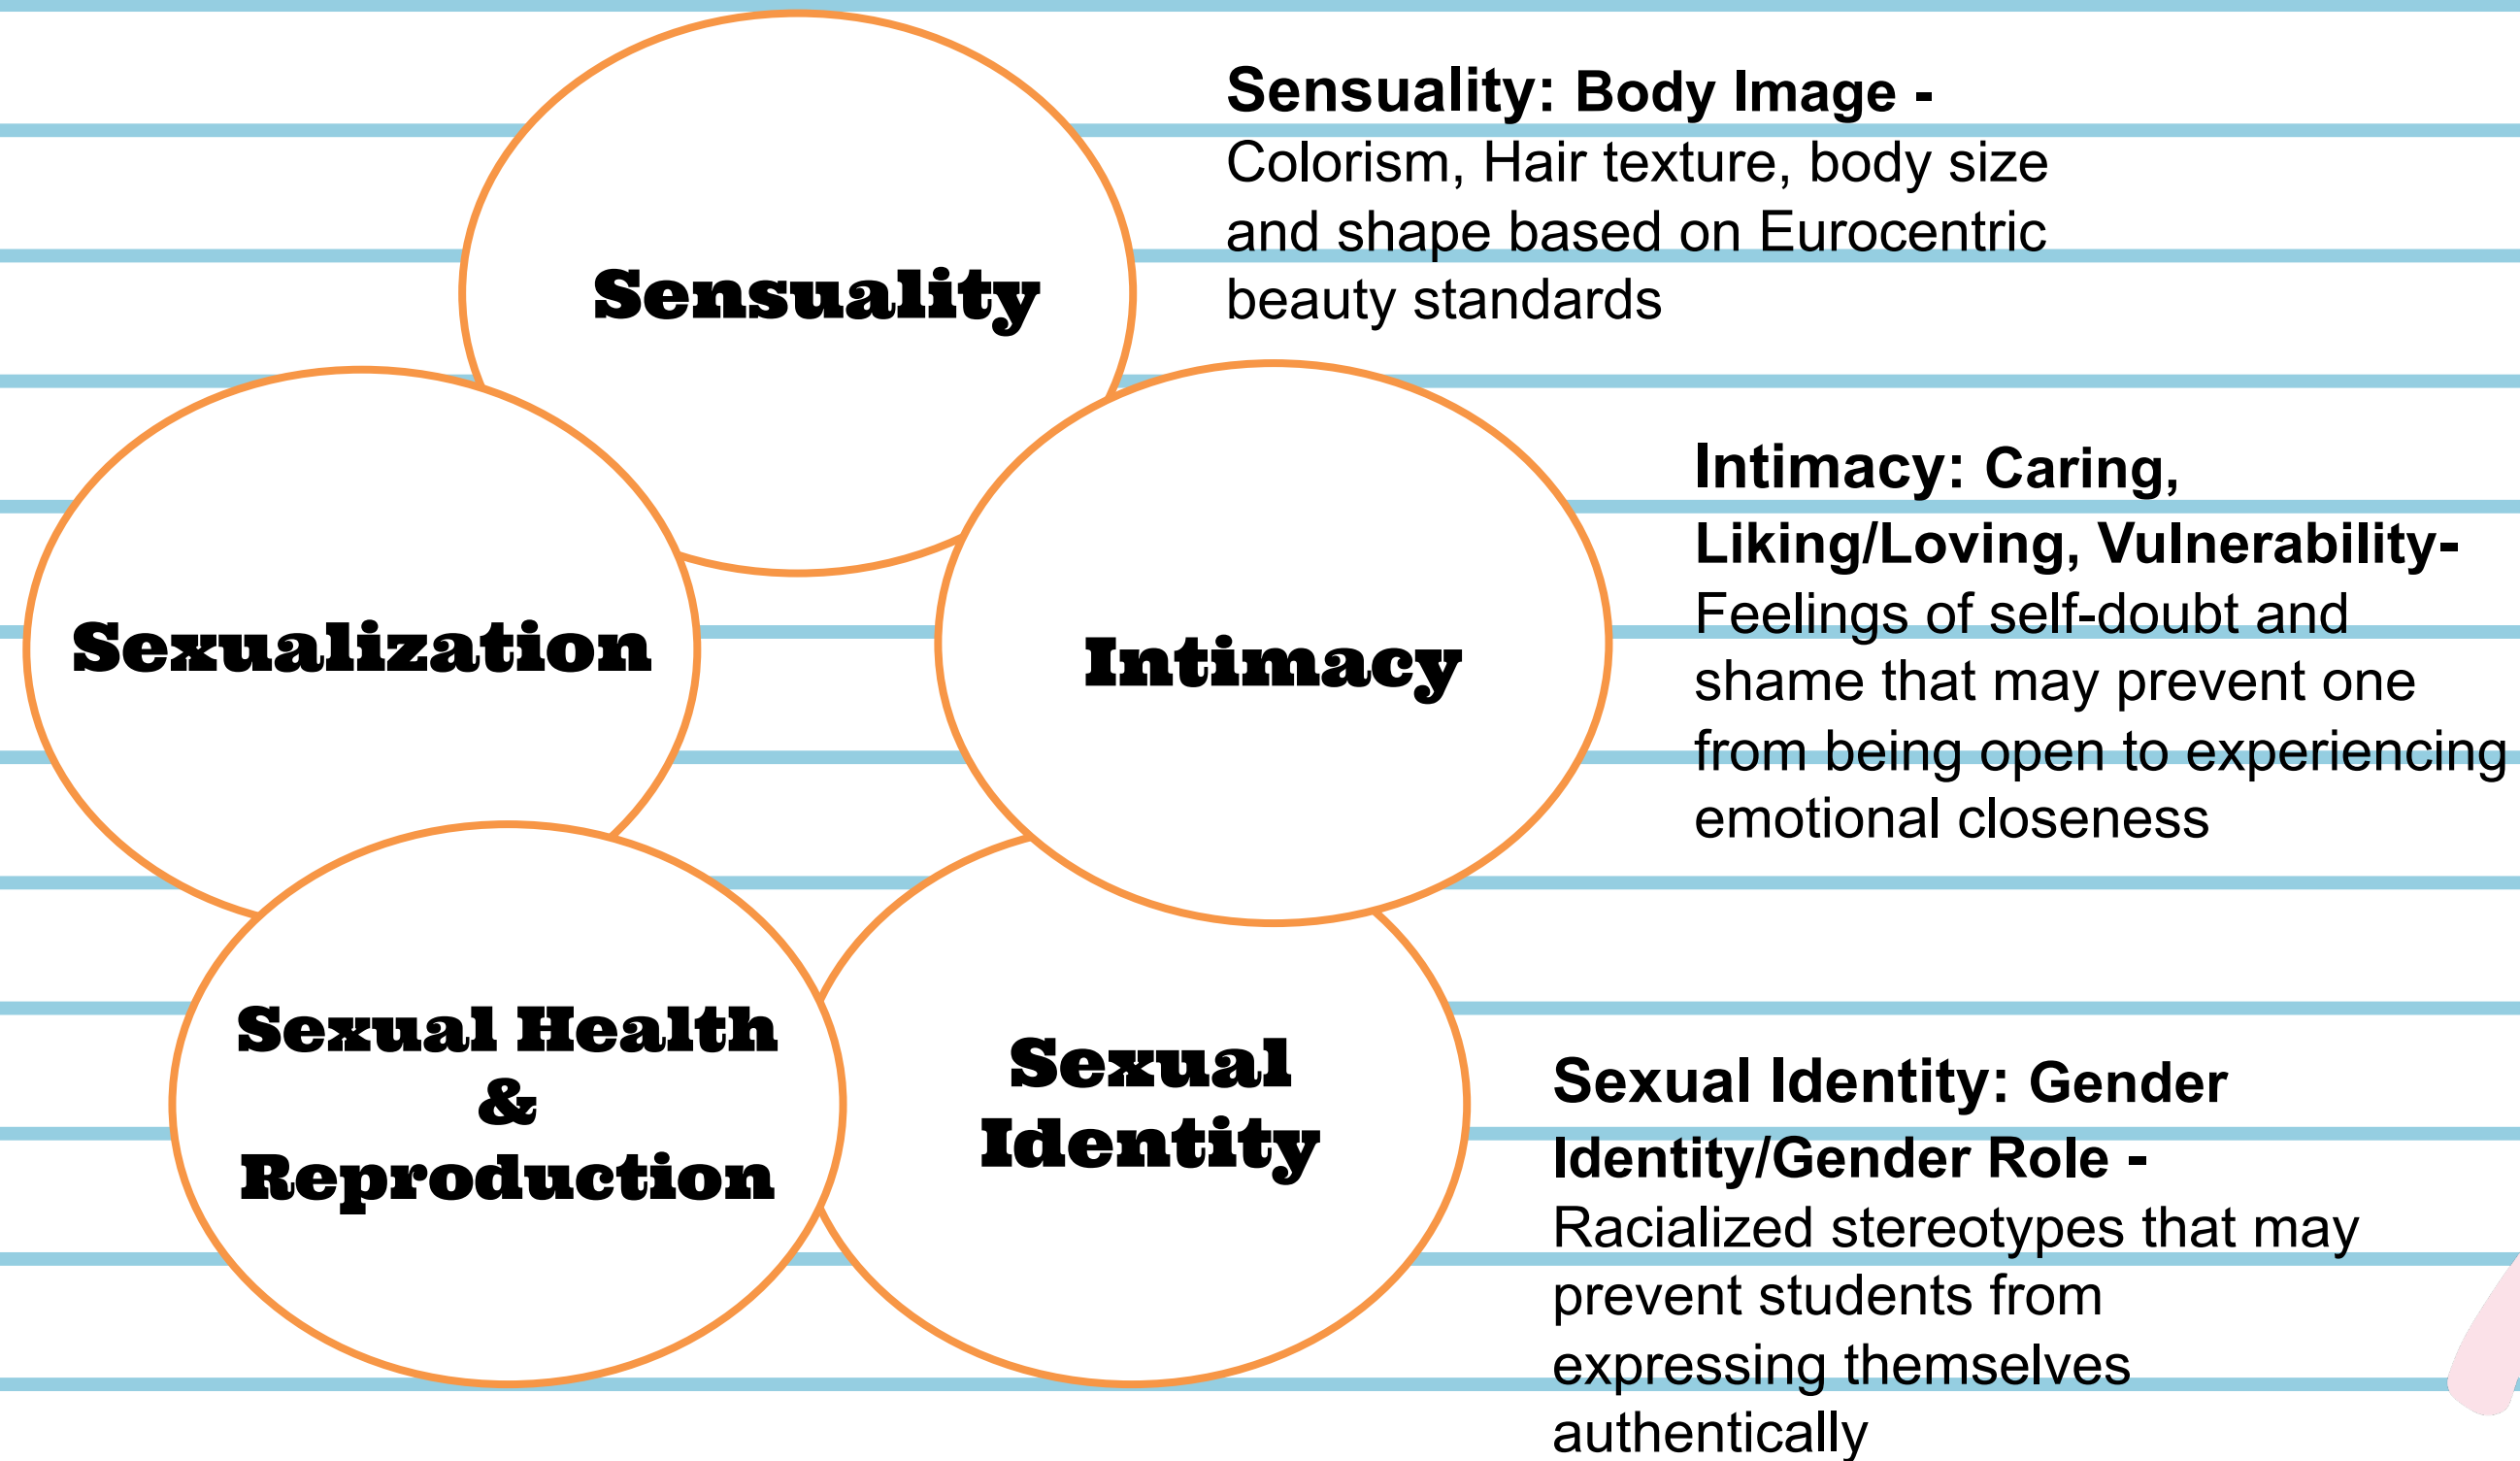 Sensuality
Sensuality: Body Image -
Colorism, Hair texture, body size
and shape based on Eurocentric
beauty standards
Sexualization
Intimacy
Intimacy: Caring,
Liking/Loving, Vulnerability-
Feelings of self-doubt and
shame that may prevent one
from being open to experiencing
emotional closeness
Sexual Health
&
Reproduction
Sexual
Identity
Sexual Identity: Gender
Identity/Gender Role -
Racialized stereotypes that may
prevent students from
expressing themselves
authentically